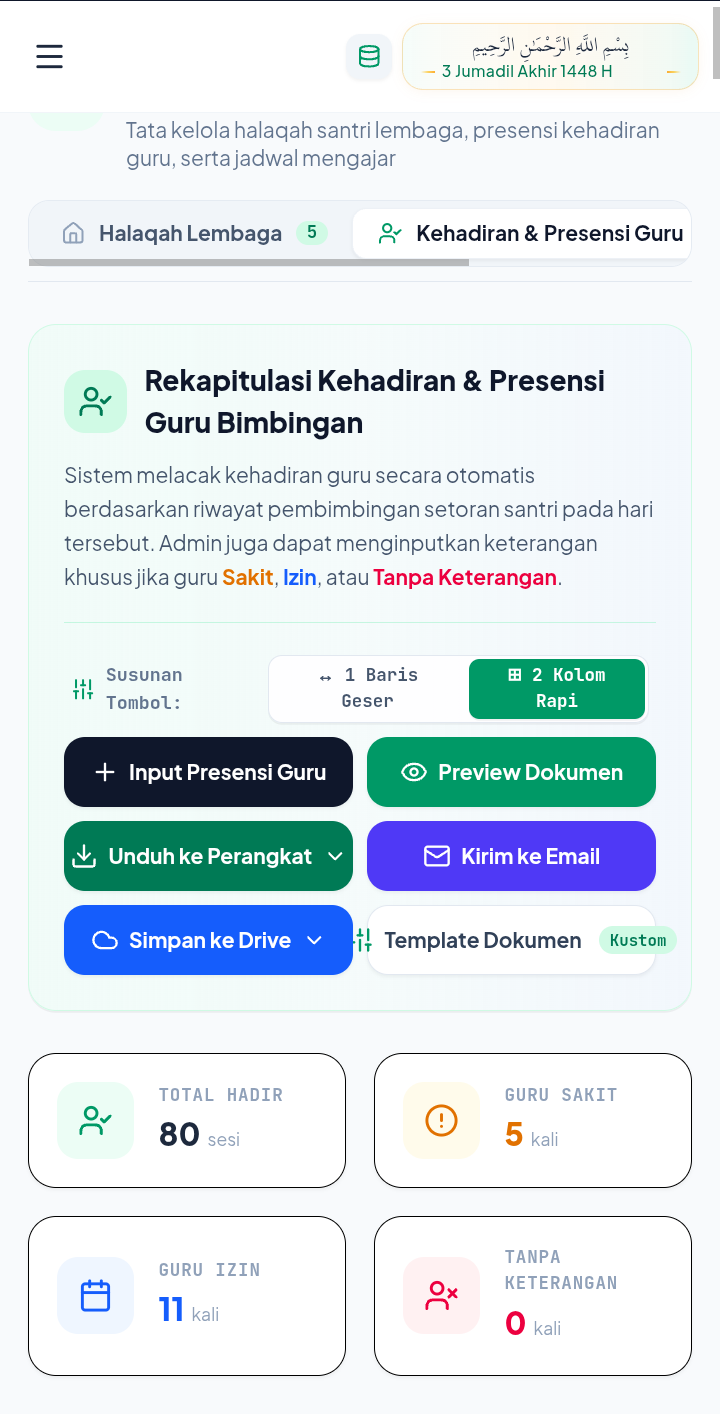 بِسْمِ اللَّهِ الرَّحْمَٰنِ الرَّحِيمِ
3 Jumadil Akhir 1448 H
Tata kelola halaqah santri lembaga, presensi kehadiran
guru, serta jadwal mengajar
Halaqah Lembaga 5
Kehadiran & Presensi Guru
Rekapitulasi Kehadiran & Presensi
Guru Bimbingan
Sistem melacak kehadiran guru secara otomatis
berdasarkan riwayat pembimbingan setoran santri pada hari
tersebut. Admin juga dapat menginputkan keterangan
khusus jika guru Sakit, Izin, atau Tanpa Keterangan.
Susunan
Tombol:
↔ 1 Baris
Geser
⊞ 2 Kolom
Rapi
Input Presensi Guru
Preview Dokumen
Unduh ke Perangkat
Kirim ke Email
Simpan ke Drive
Template Dokumen Kustom
TOTAL HADIR
80 sesi
GURU SAKIT
5 kali
GURU IZIN
11 kali
TANPA
KETERANGAN
0 kali